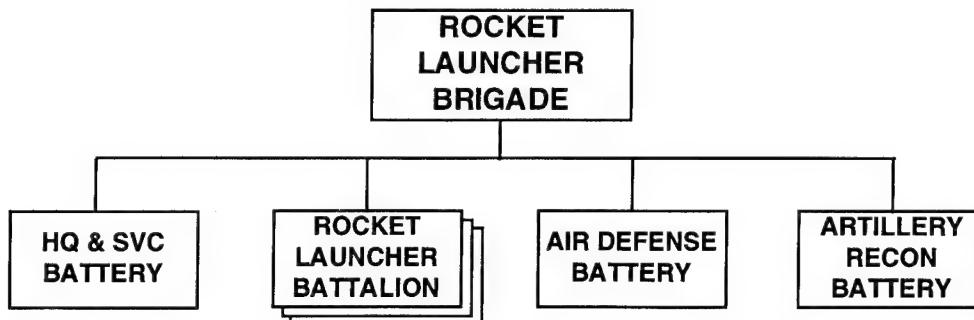 ROCKET
LAUNCHER
BRIGADE
HQ & SVC
BATTERY
ROCKET
LAUNCHER
BATTALION
AIR DEFENSE
BATTERY
ARTILLERY
RECON
BATTERY